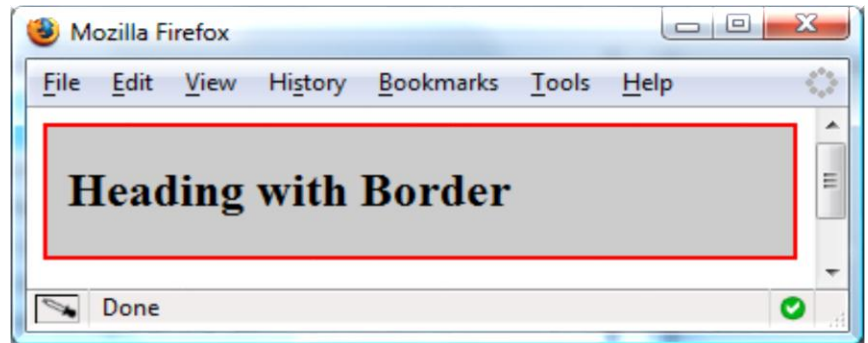 Mozilla Firefox
File Edit View History Bookmarks Tools Help
Heading with Border
Done